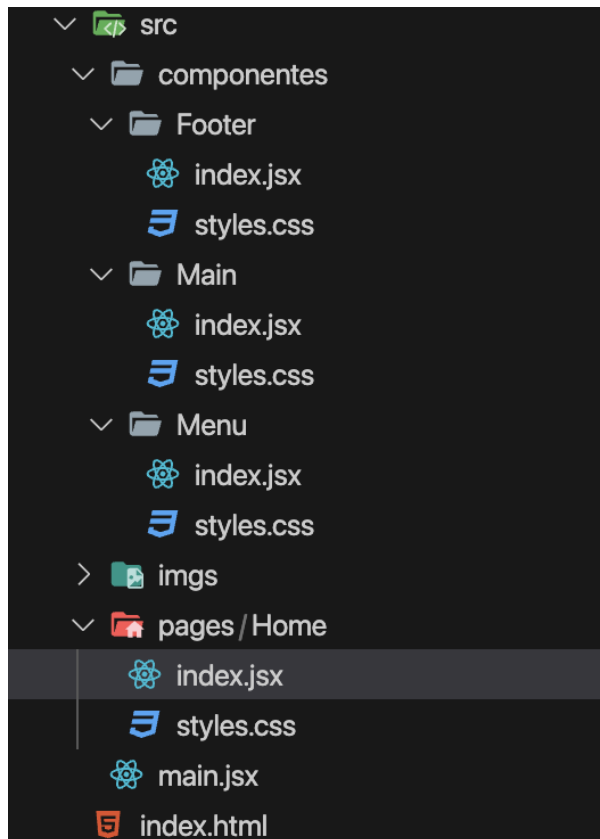 src
componentes
Footer
index.jsx
styles.css
Main
index.jsx
styles.css
Menu
index.jsx
styles.css
imgs
pages/Home
index.jsx
styles.css
main.jsx
index.html